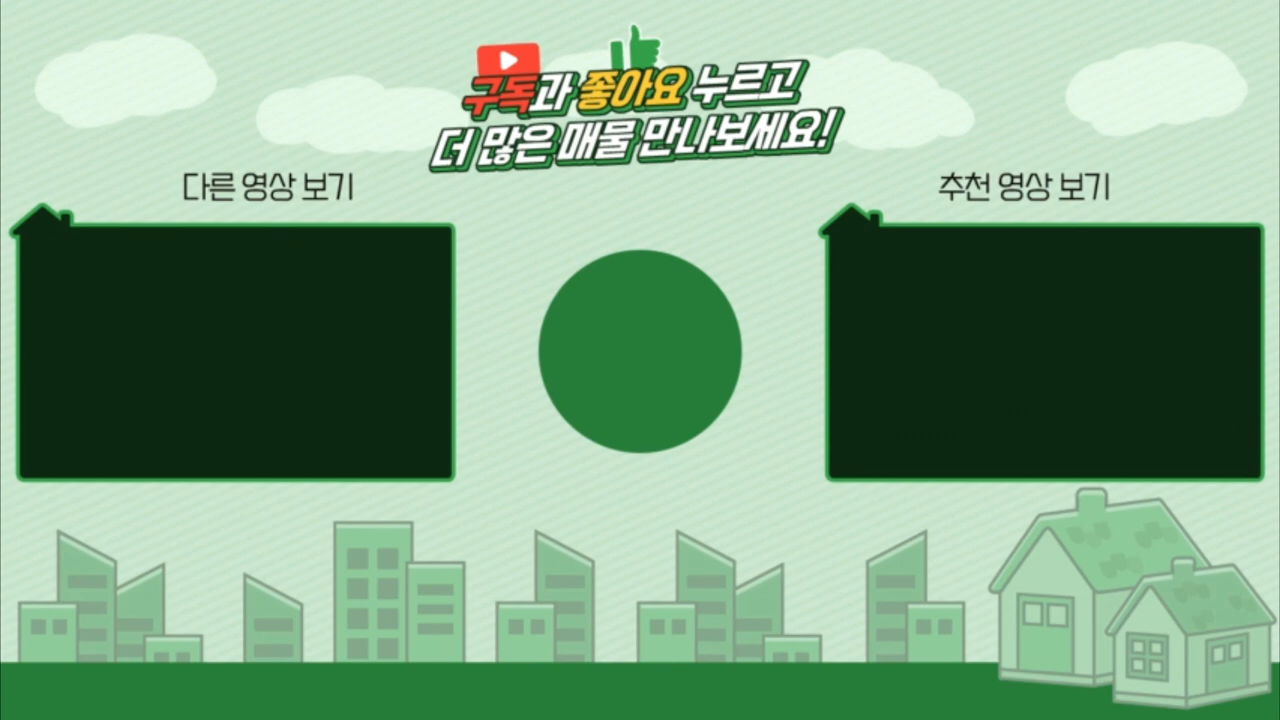 구독과 좋아요 누르고
더 많은 매물 만나보세요!
다른 영상 보기
추천 영상 보기